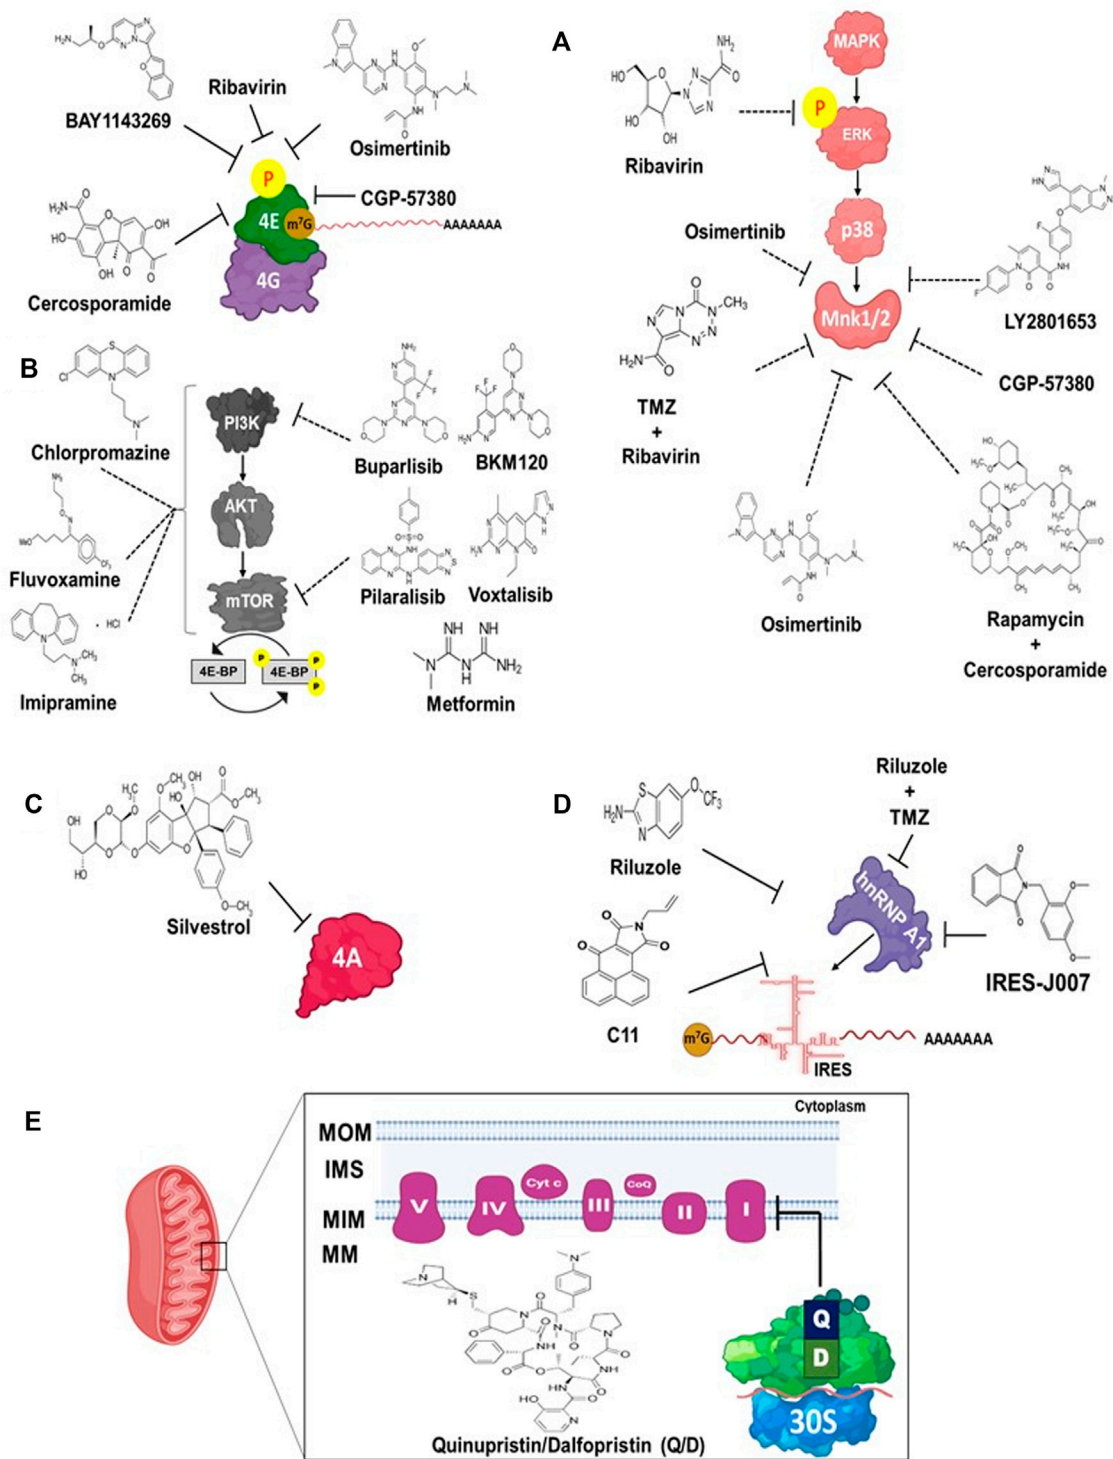 A
BAY1143269
Ribavirin
Osimertinib
CGP-57380
P
4E
m⁷G
AAAAAAA
4G
Cercosporamide
Ribavirin
MAPK
P
ERK
p38
Mnk1/2
Osimertinib
LY2801653
TMZ
+
Ribavirin
CGP-57380
Osimertinib
Rapamycin
+
Cercosporamide
B
Chlorpromazine
Fluvoxamine
· HCl
Imipramine
PI3K
AKT
mTOR
4E-BP
P
4E-BP
P
P
Buparlisib
BKM120
Pilaralisib
Voxtalisib
Metformin
C
Silvestrol
4A
D
Riluzole
Riluzole
+
TMZ
hnRNP A1
IRES-J007
C11
m⁷G
IRES
AAAAAAA
E
Cytoplasm
MOM
IMS
MIM
MM
V
IV
Cyt c
III
CoQ
II
I
Q
D
30S
Quinupristin/Dalfopristin (Q/D)